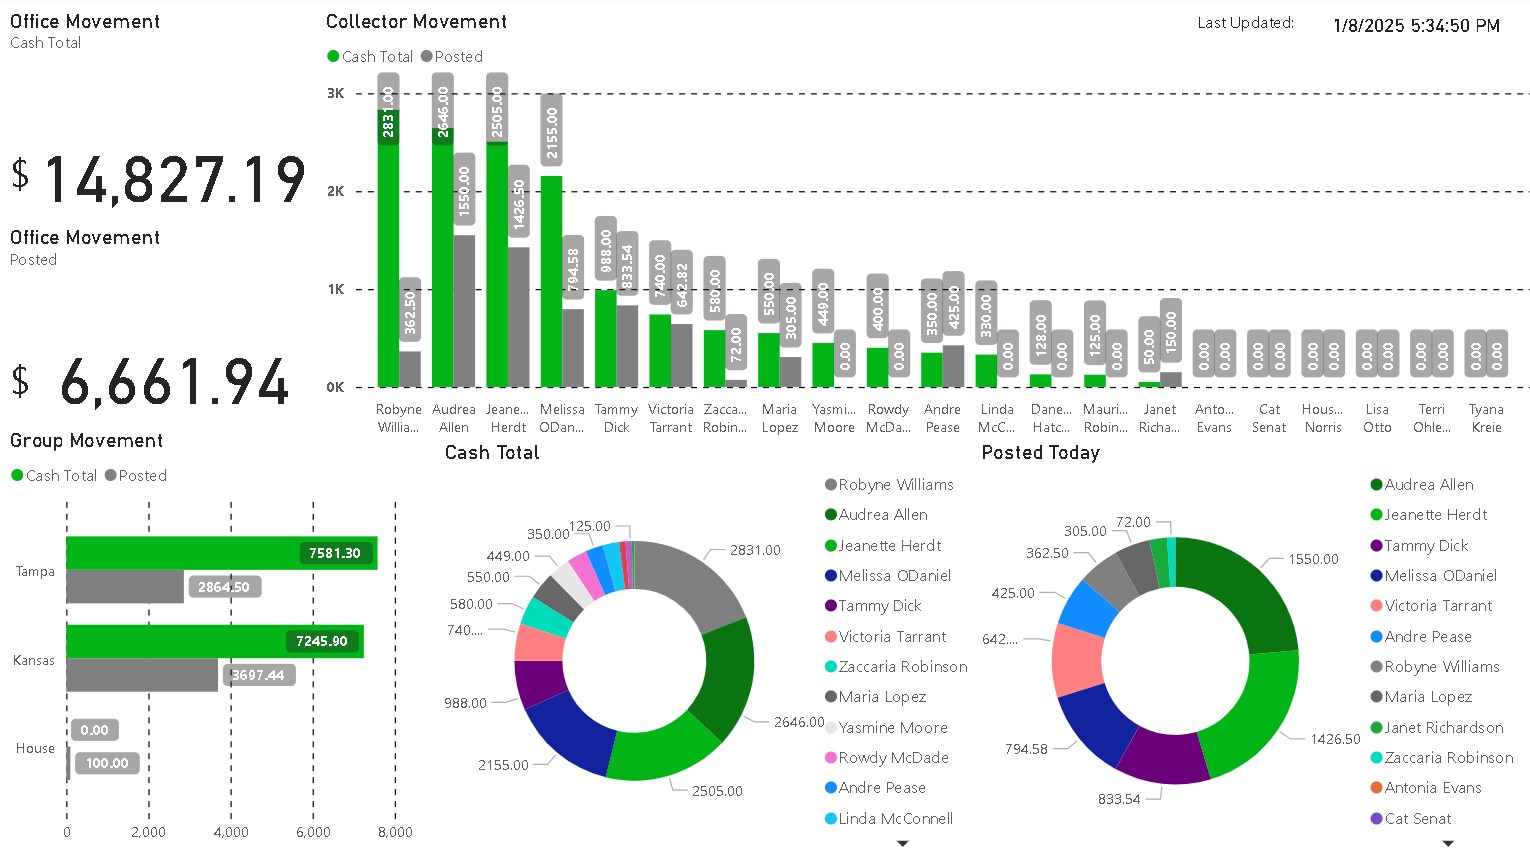 Office Movement
Cash Total
$ 14,827.19
Office Movement
Posted
$ 6,661.94
Collector Movement
Last Updated: 1/8/2025 5:34:50 PM
Cash Total Posted
3K
2K
1K
0K
2831.00 362.50 2646.00 1550.00 2505.00 1426.50 2155.00 794.58 988.00 833.54 740.00 642.82 580.00 72.00 550.00 305.00 449.00 0.00 400.00 0.00 350.00 425.00 330.00 0.00 128.00 0.00 125.00 0.00 50.00 150.00 0.00 0.00 0.00 0.00 0.00 0.00 0.00 0.00 0.00 0.00 0.00 0.00
Robyne Audrea Jeane... Melissa Tammy Victoria Zacca... Maria Yasmi... Rowdy Andre Linda Dane... Mauri... Janet Anto... Cat Hous... Lisa Terri Tyana
Willia... Allen Herdt ODan... Dick Tarrant Robin... Lopez Moore McDa... Pease McC... Hatc... Robin... Richa... Evans Senat Norris Otto Ohle... Kreie
Group Movement
Cash Total Posted
Tampa
7581.30
2864.50
Kansas
7245.90
3697.44
House
0.00
100.00
0 2,000 4,000 6,000 8,000
Cash Total
2831.00
2646.00
2505.00
2155.00
988.00
740....
580.00
550.00
449.00
350.00
125.00
Robyne Williams
Audrea Allen
Jeanette Herdt
Melissa ODaniel
Tammy Dick
Victoria Tarrant
Zaccaria Robinson
Maria Lopez
Yasmine Moore
Rowdy McDade
Andre Pease
Linda McConnell
Posted Today
1550.00
1426.50
833.54
794.58
642....
425.00
362.50
305.00
72.00
Audrea Allen
Jeanette Herdt
Tammy Dick
Melissa ODaniel
Victoria Tarrant
Andre Pease
Robyne Williams
Maria Lopez
Janet Richardson
Zaccaria Robinson
Antonia Evans
Cat Senat